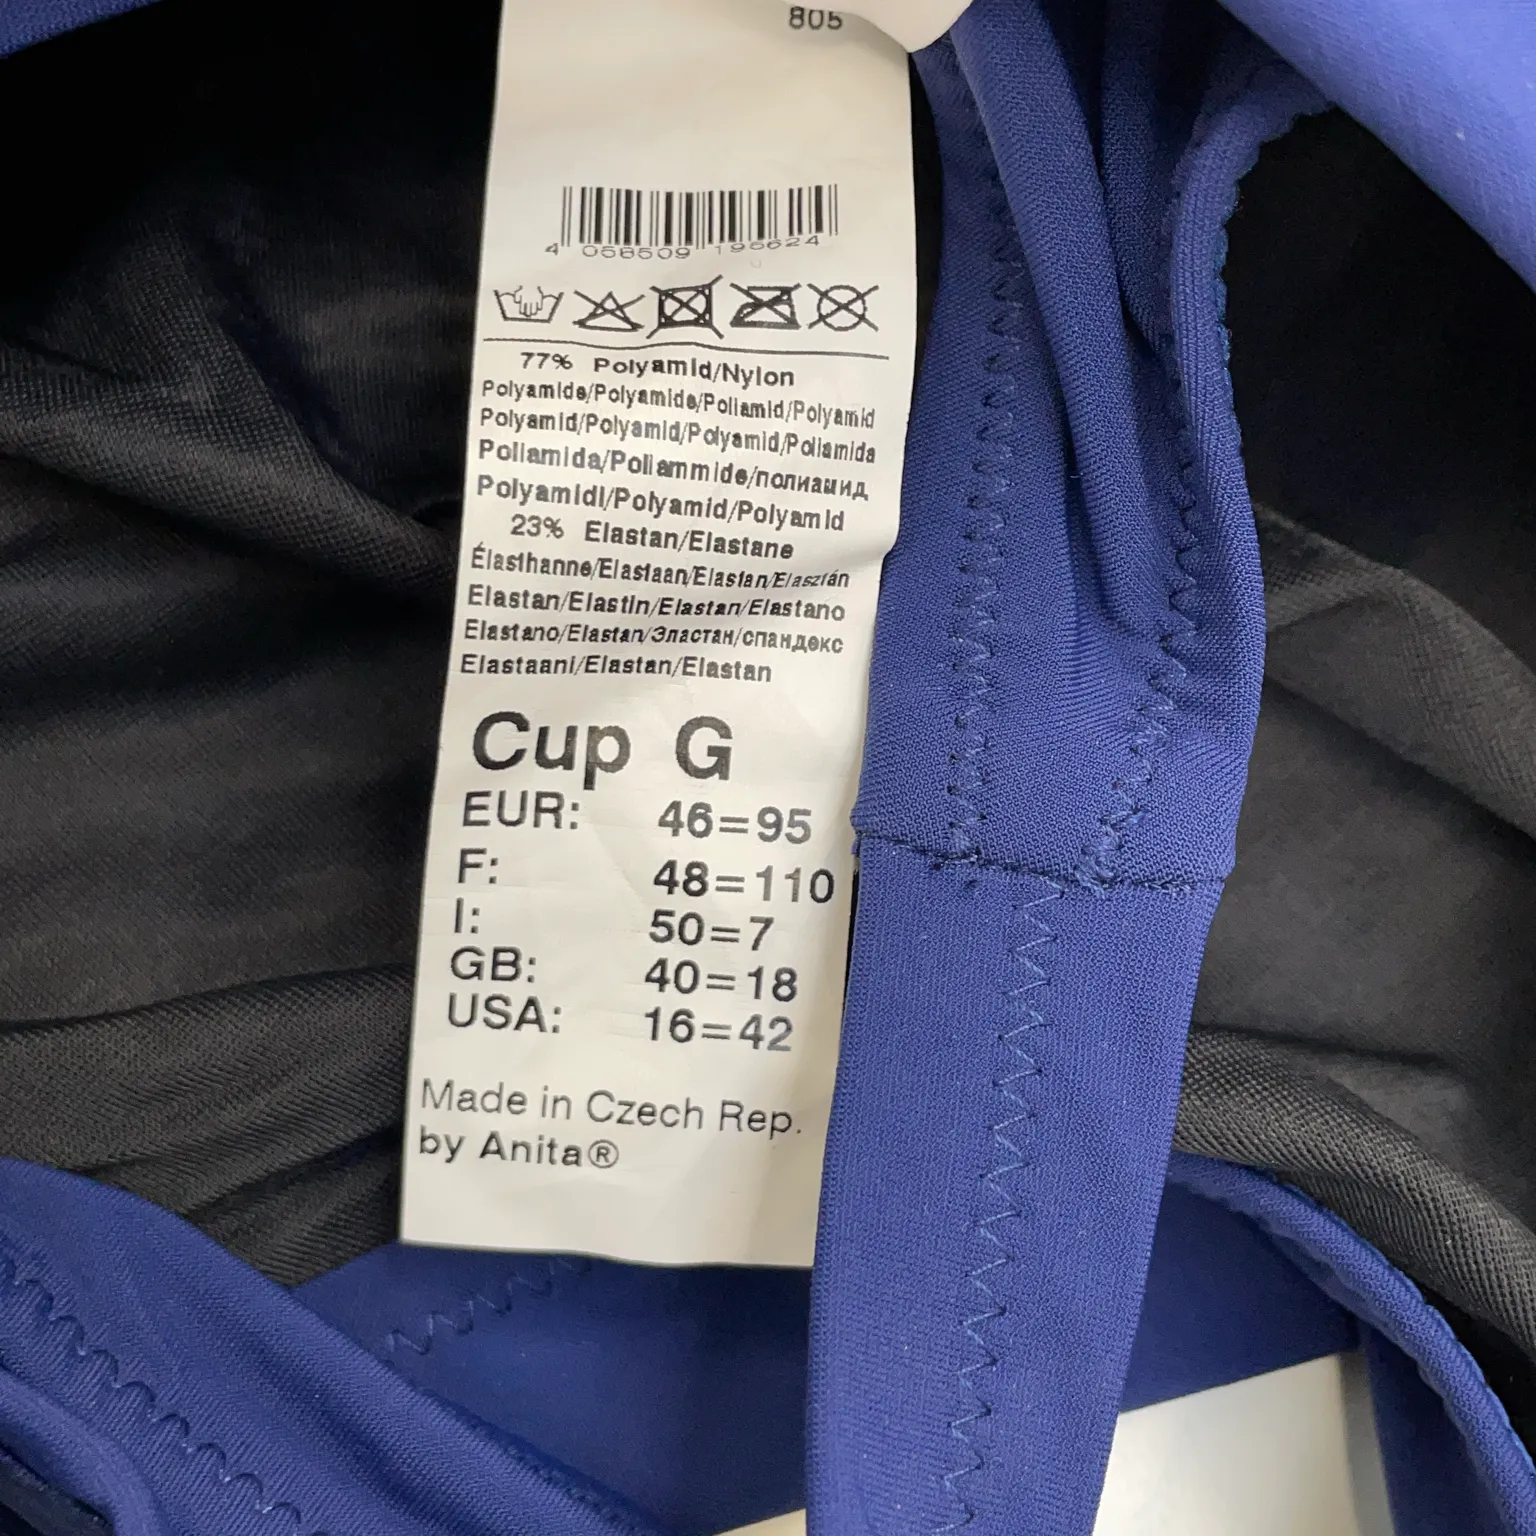 805
4 058509 195624
77% Polyamid/Nylon
Polyamide/Polyamide/Poliamid/Polyamid
Polyamid/Polyamid/Polyamid/Poliamida
Poliamida/Poliammide/полиамид
Polyamidi/Polyamid/Polyamid
23% Elastan/Elastane
Élasthanne/Elastaan/Elastan/Elasztán
Elastan/Elastin/Elastan/Elastano
Elastano/Elastan/Эластан/спандекс
Elastaani/Elastan/Elastan
Cup G
EUR: 46=95
F: 48=110
I: 50=7
GB: 40=18
USA: 16=42
Made in Czech Rep.
by Anita®